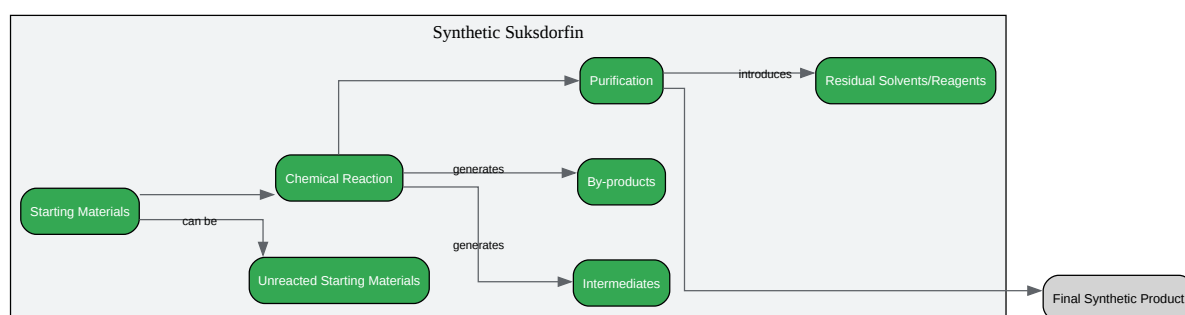 Synthetic Suksdorfin
Purification
introduces
Residual Solvents/Reagents
Chemical Reaction
generates
By-products
Starting Materials
can be
generates
Unreacted Starting Materials
Intermediates
Final Synthetic Product